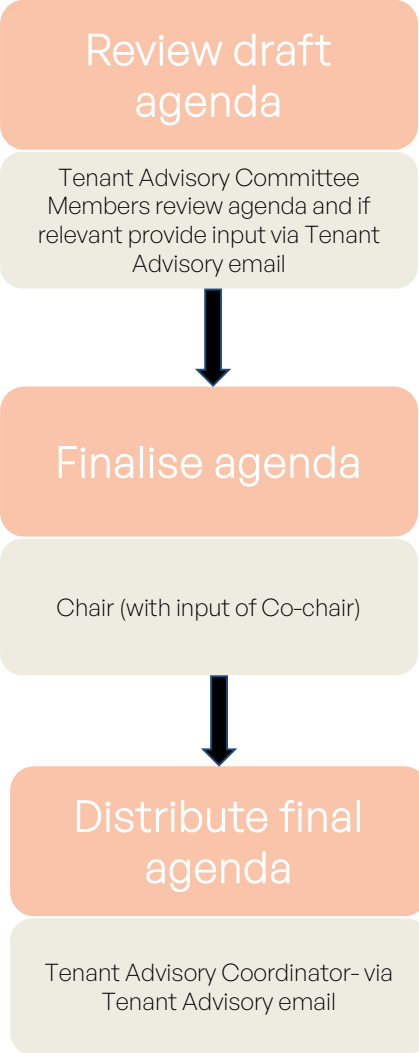 Review draft
agenda
Tenant Advisory Committee
Members review agenda and if
relevant provide input via Tenant
Advisory email
Finalise agenda
Chair (with input of Co-chair)
Distribute final
agenda
Tenant Advisory Coordinator- via
Tenant Advisory email